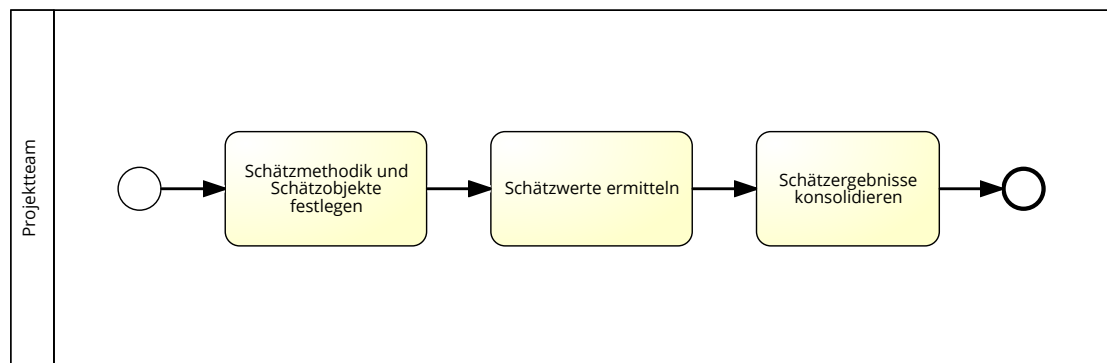 Projektteam
Schätzmethodik und
Schätzobjekte
festlegen
Schätzwerte ermitteln
Schätzergebnisse
konsolidieren